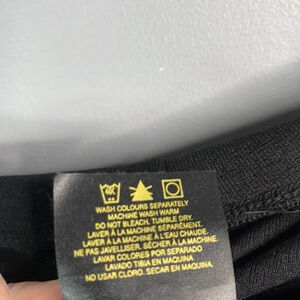 WASH COLOURS SEPARATELY
MACHINE WASH WARM
DO NOT BLEACH. TUMBLE DRY.
LAVER À LA MACHINE SÉPARÉMENT.
LAVER À LA MACHINE À L'EAU CHAUDE.
NE PAS JAVELLISER. SÉCHER À LA MACHINE.
LAVAR COLORES POR SEPARADO
LAVADO TIBIA EN MAQUINA
NO USAR CLORO. SECAR EN MAQUINA.